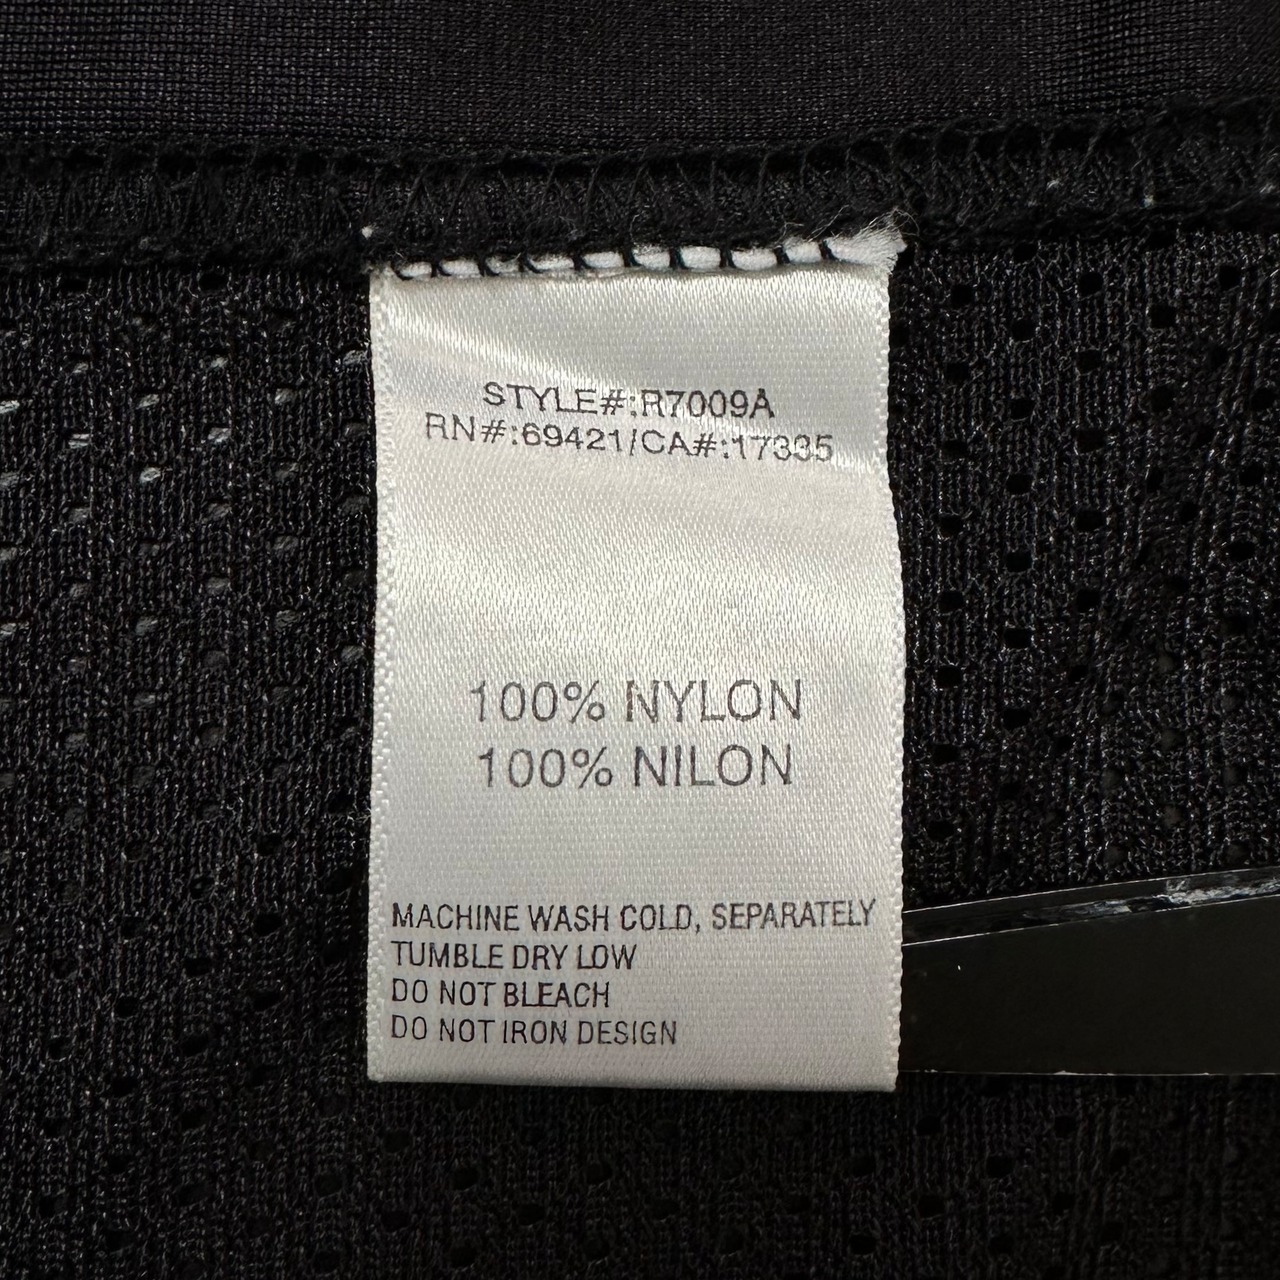 STYLE#:R7009A
RN#:69421/CA#:17335
100% NYLON
100% NILON
MACHINE WASH COLD, SEPARATELY
TUMBLE DRY LOW
DO NOT BLEACH
DO NOT IRON DESIGN